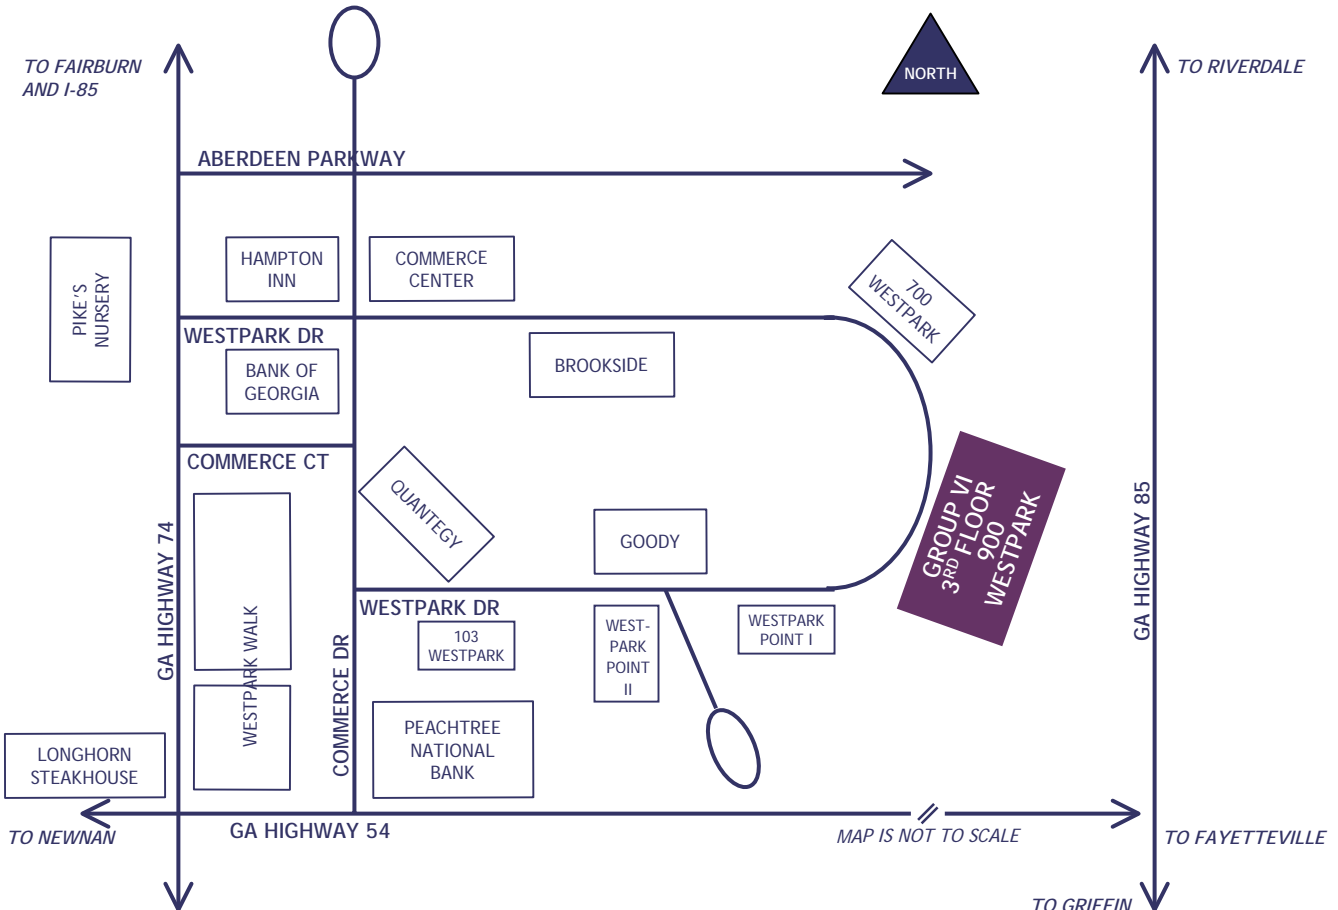 TO FAIRBURN
AND I-85
NORTH
TO RIVERDALE
ABERDEEN PARKWAY
PIKE'S
NURSERY
HAMPTON
INN
COMMERCE
CENTER
700
WESTPARK
WESTPARK DR
BANK OF
GEORGIA
BROOKSIDE
COMMERCE CT
QUANTEGY
GOODY
GROUP VI
3RD FLOOR
900
WESTPARK
GA HIGHWAY 74
GA HIGHWAY 85
WESTPARK DR
103
WESTPARK
WEST-
PARK
POINT
II
WESTPARK
POINT I
WESTPARK WALK
COMMERCE DR
PEACHTREE
NATIONAL
BANK
LONGHORN
STEAKHOUSE
TO NEWNAN
GA HIGHWAY 54
MAP IS NOT TO SCALE
TO FAYETTEVILLE
TO GRIFFIN